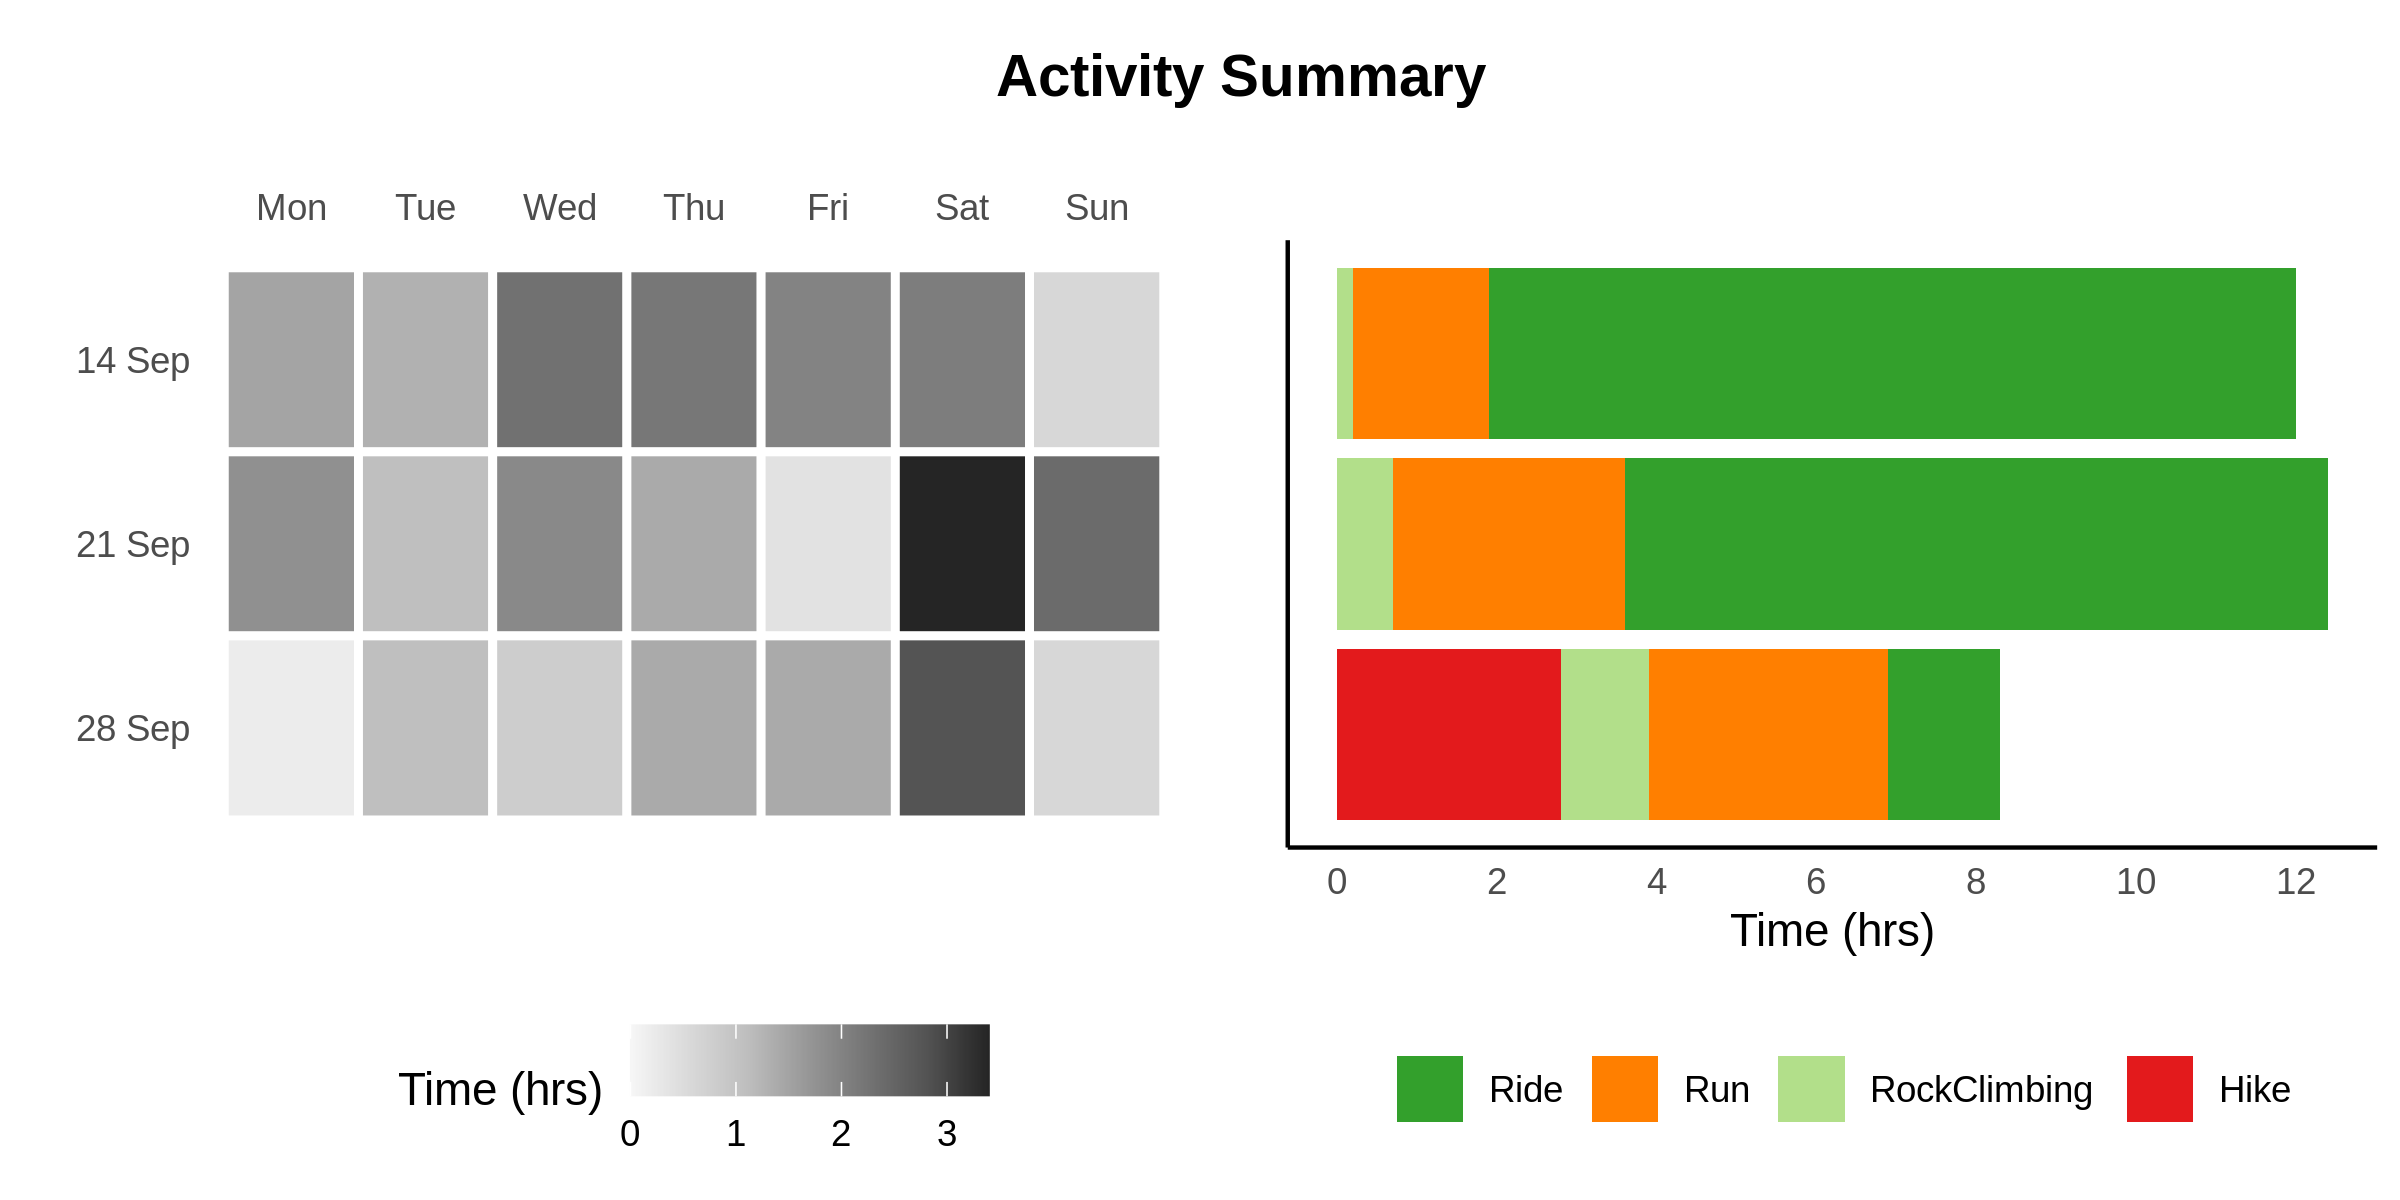 Activity Summary
Mon Tue Wed Thu Fri Sat Sun
14 Sep
21 Sep
28 Sep
0 2 4 6 8 10 12
Time (hrs)
Time (hrs)
0 1 2 3
Ride Run RockClimbing Hike